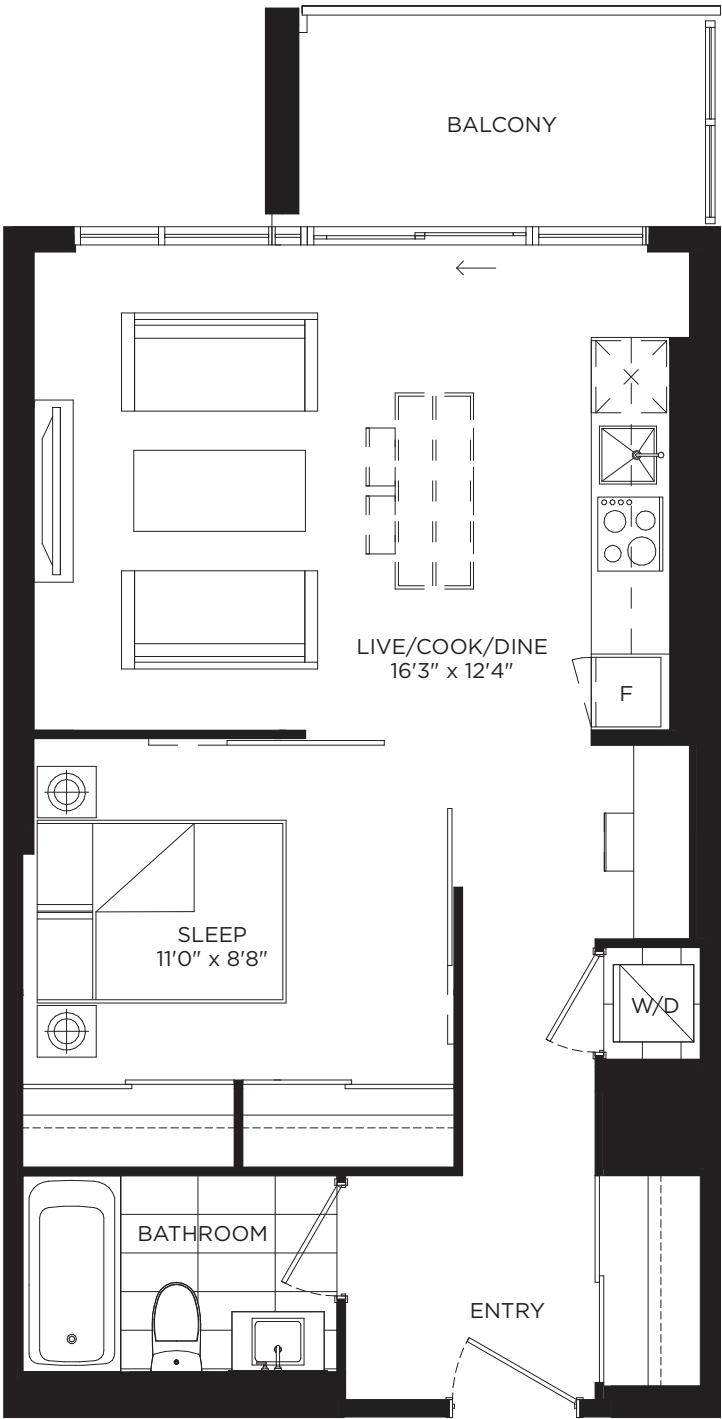 BALCONY
LIVE/COOK/DINE
16'3" x 12'4"
F
SLEEP
11'0" x 8'8"
W/D
BATHROOM
ENTRY